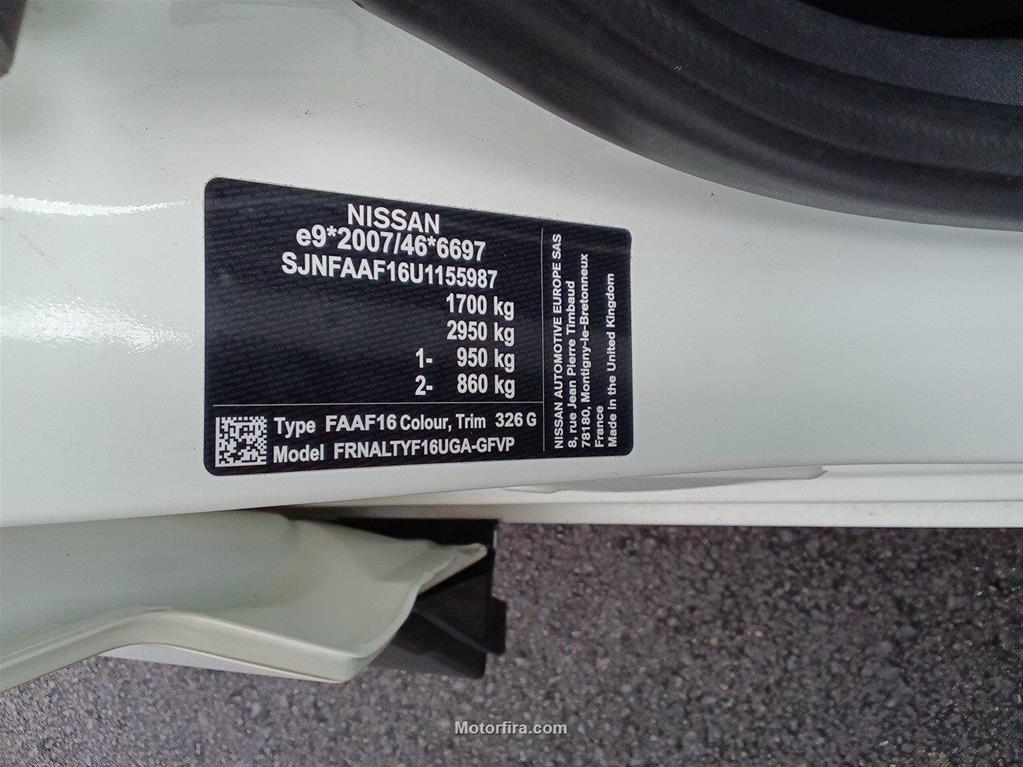 NISSAN
e9*2007/46*6697
SJNFAAF16U1155987
1700 kg
2950 kg
1- 950 kg
2- 860 kg
Type FAAF16 Colour, Trim 326 G
Model FRNALTYF16UGA-GFVP
NISSAN AUTOMOTIVE EUROPE SAS
8, rue Jean Pierre Timbaud
78180, Montigny-le-Bretonneux
France
Made in the United Kingdom
Motorfira.com